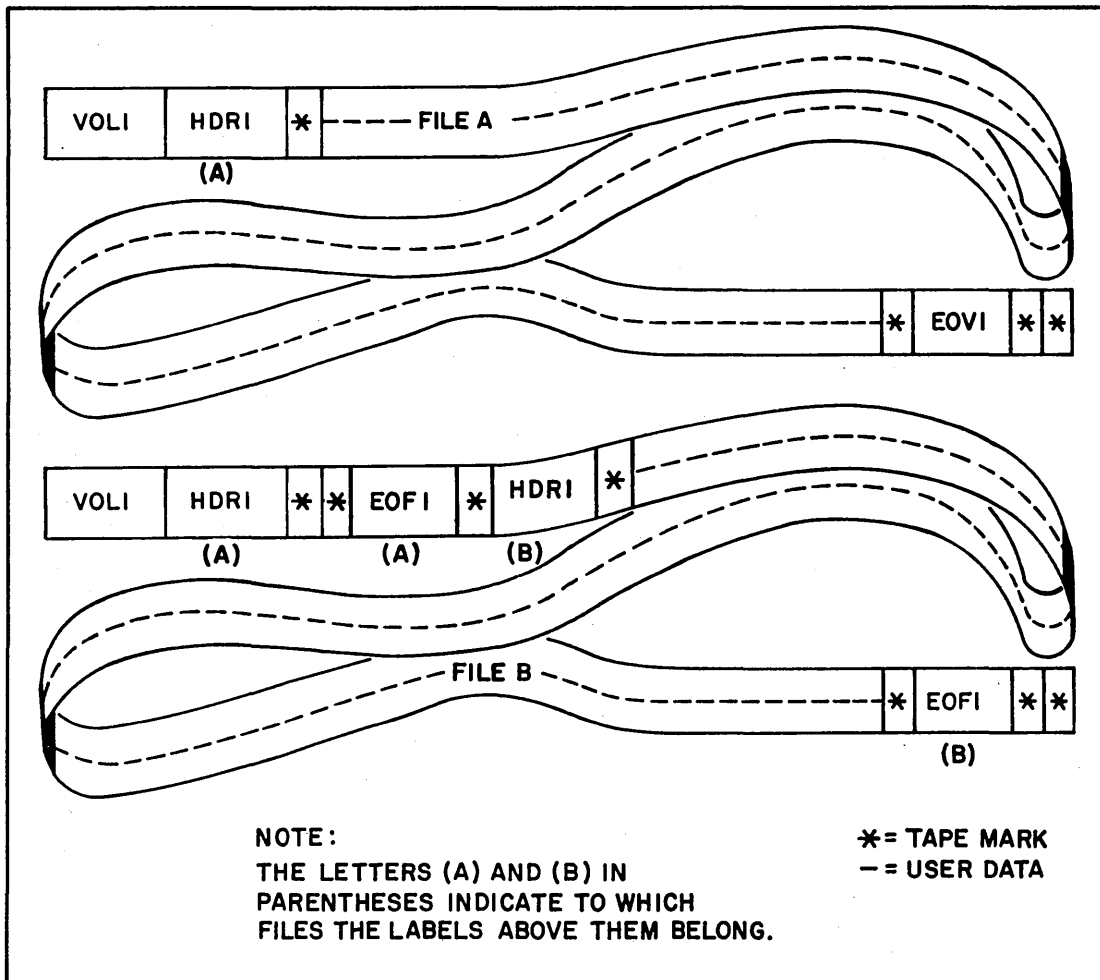 VOL1 HDR1 * FILE A
(A)
* EOV1 * *
VOL1 HDR1 * * EOF1 * HDR1 *
(A) (A) (B)
FILE B
* EOF1 * *
(B)
NOTE: * = TAPE MARK
THE LETTERS (A) AND (B) IN — = USER DATA
PARENTHESES INDICATE TO WHICH
FILES THE LABELS ABOVE THEM BELONG.